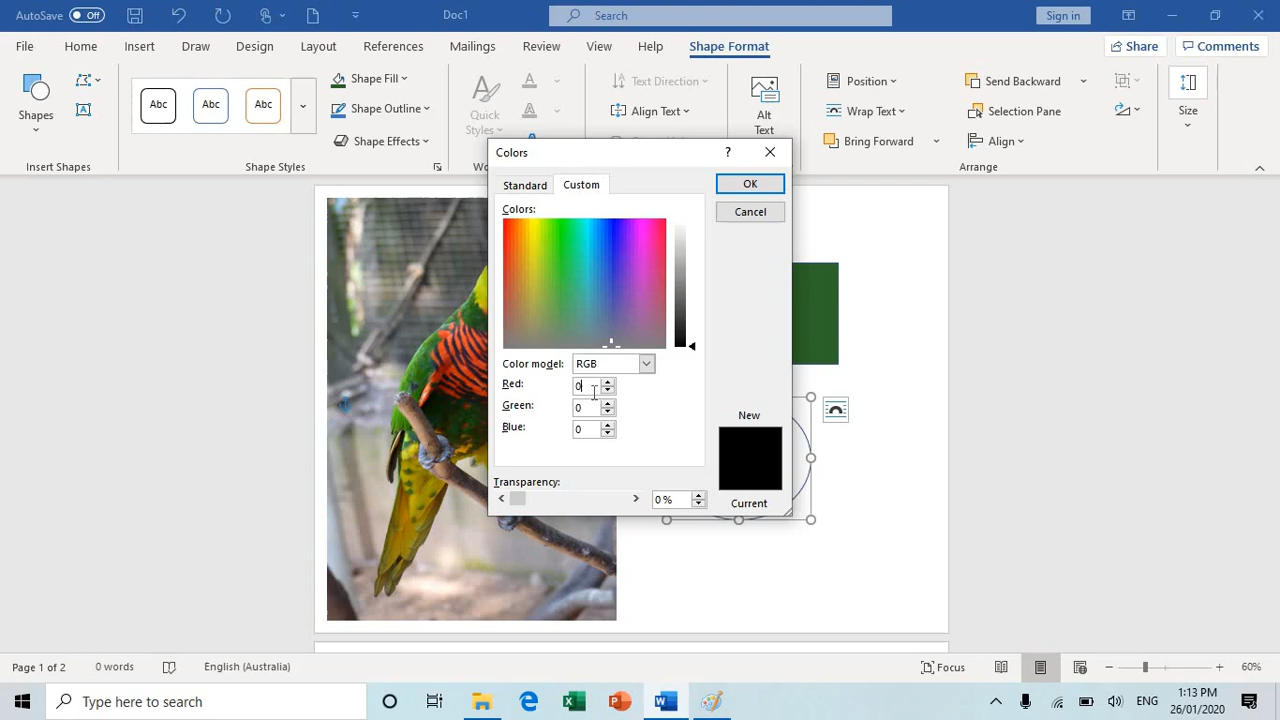 AutoSave Off Doc1 Search Sign in
File Home Insert Draw Design Layout References Mailings Review View Help Shape Format Share Comments
Shapes
Insert Shapes
Abc Abc Abc
Shape Fill
Shape Outline
Shape Effects
Shape Styles
Quick
Styles
Text Direction
Align Text
Alt
Text
Position
Wrap Text
Bring Forward
Send Backward
Selection Pane
Align
Arrange
Size
Colors
?
Standard Custom
OK
Cancel
Colors:
Color model: RGB
Red: 0
Green: 0
Blue: 0
New
Current
Transparency:
0 %
Page 1 of 2 0 words English (Australia) Focus 60%
Type here to search
ENG
1:13 PM
26/01/2020